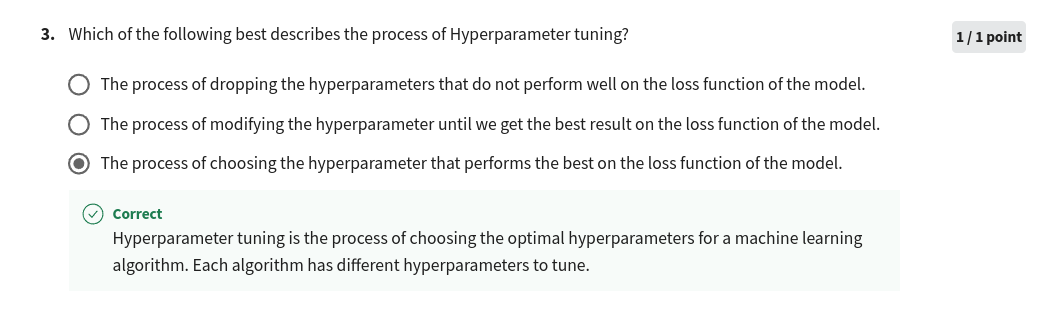 3. Which of the following best describes the process of Hyperparameter tuning?
1 / 1 point
The process of dropping the hyperparameters that do not perform well on the loss function of the model.
The process of modifying the hyperparameter until we get the best result on the loss function of the model.
The process of choosing the hyperparameter that performs the best on the loss function of the model.
Correct
Hyperparameter tuning is the process of choosing the optimal hyperparameters for a machine learning
algorithm. Each algorithm has different hyperparameters to tune.